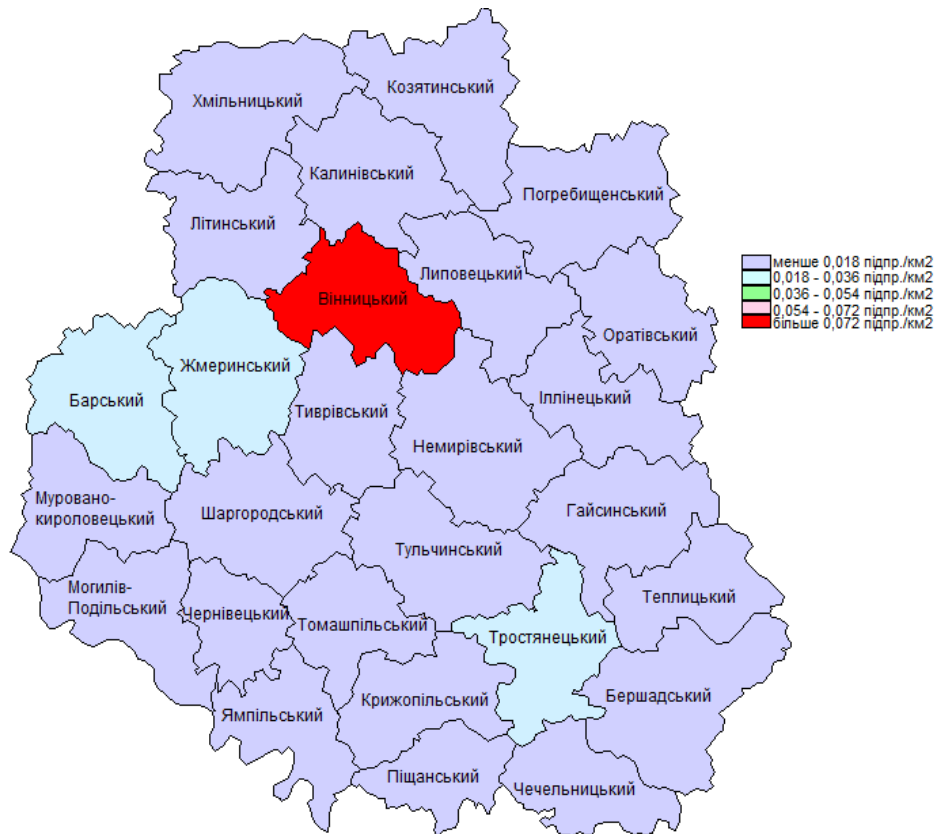 Козятинський
Хмільницький
Калинівський
Погребищенський
Літинський
Липовецький
Вінницький
Оратівський
Жмеринський
Іллінецький
Барський
Тиврівський
Немирівський
Муровано-
кироловецький
Шаргородський
Гайсинський
Тульчинський
Могилів-
Подільський
Чернівецький
Томашпільський
Теплицький
Тростянецький
Крижопільський
Бершадський
Ямпільський
Піщанський
Чечельницький
менше 0,018 підпр./км2
0,018 - 0,036 підпр./км2
0,036 - 0,054 підпр./км2
0,054 - 0,072 підпр./км2
більше 0,072 підпр./км2